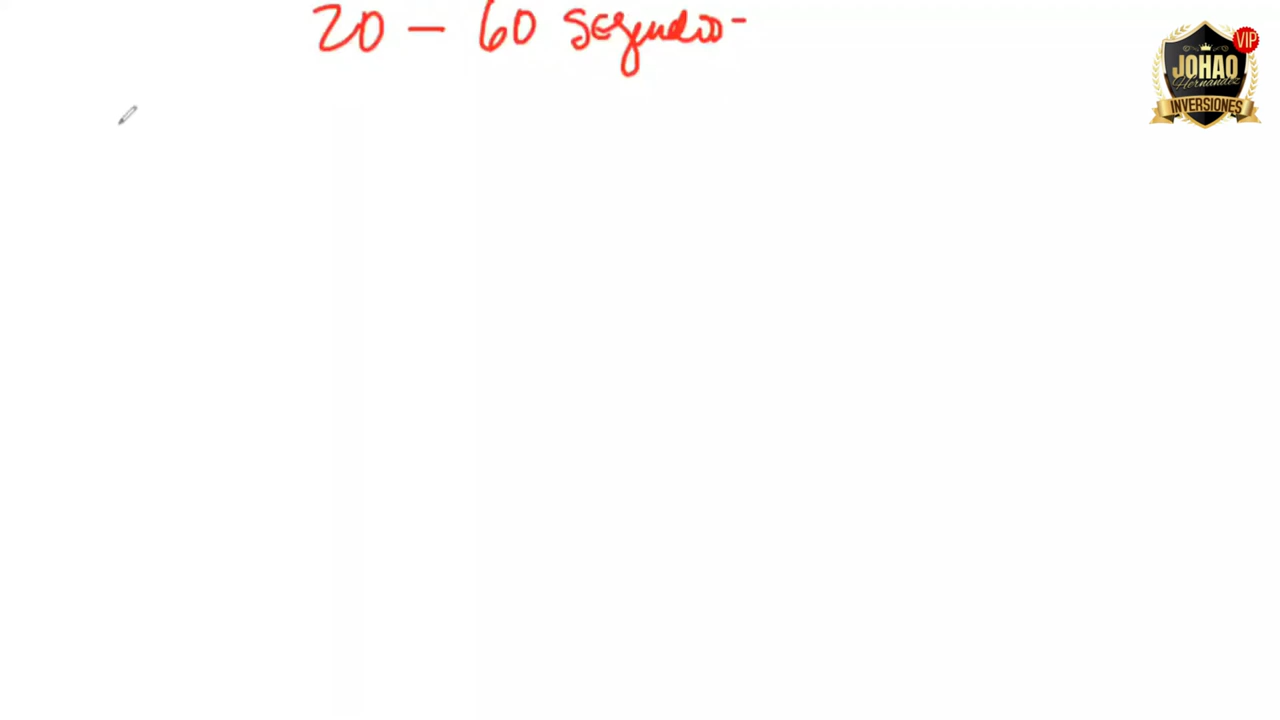 20 - 60 segundos
VIP
JOHAO
Hernandez
INVERSIONES